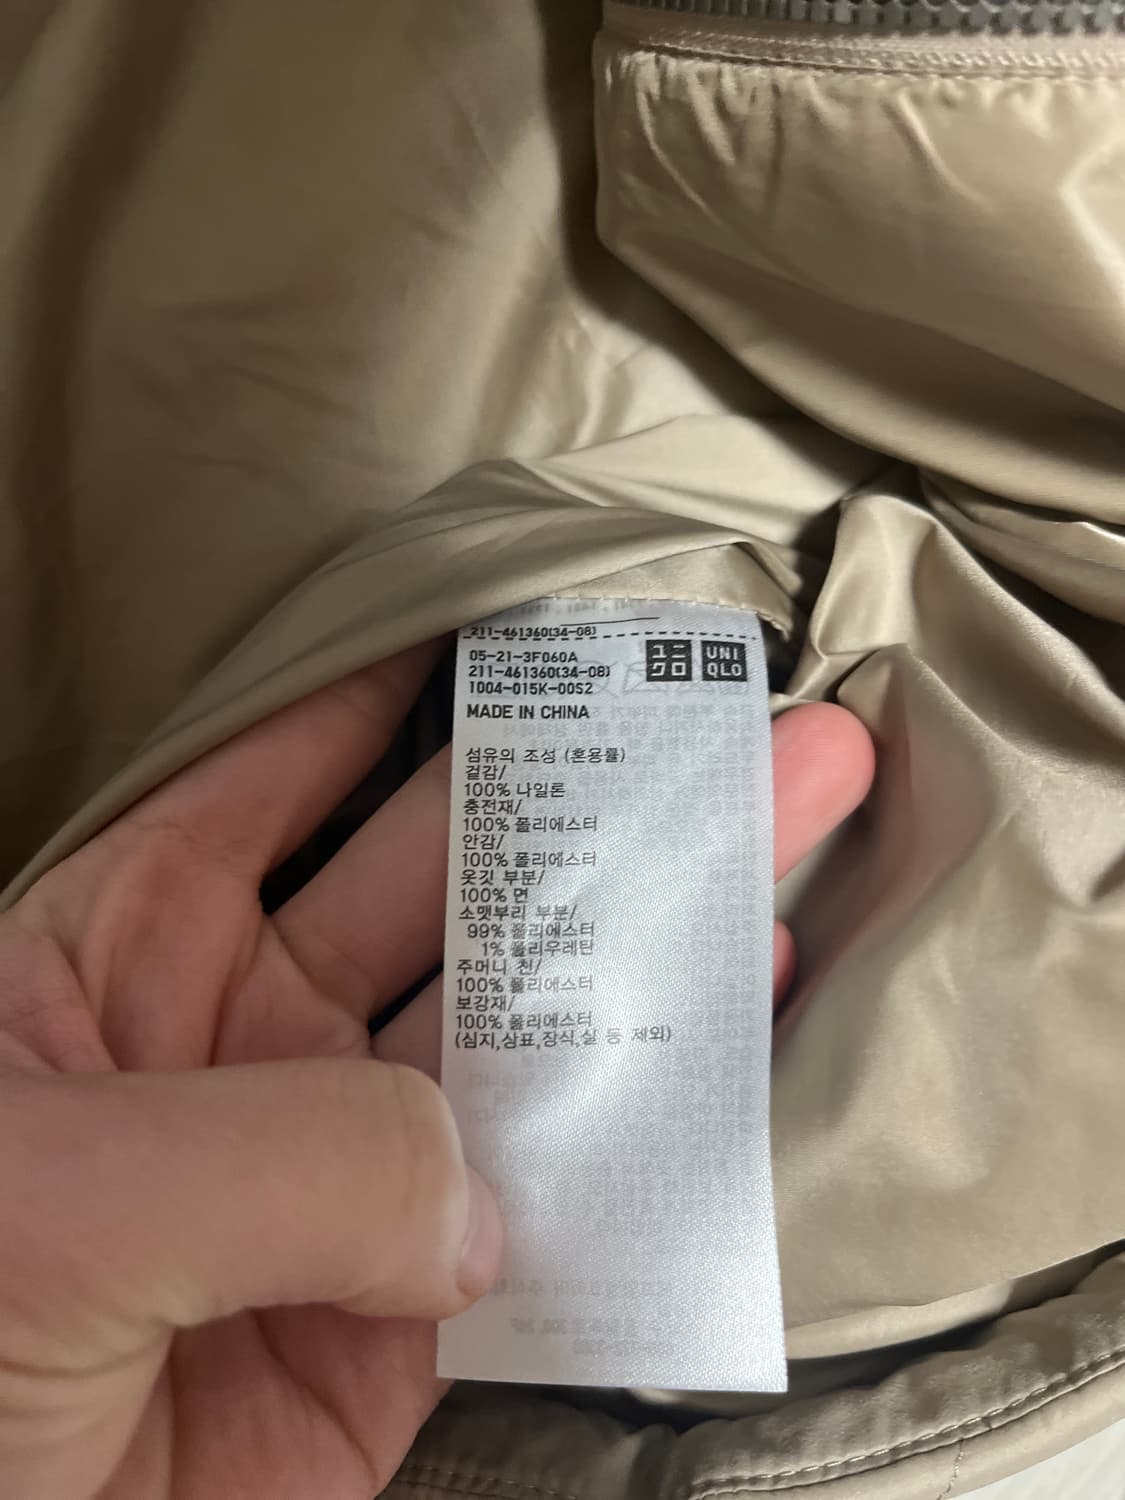 211-461360(34-08)
05-21-3F060A
211-461360(34-08)
1004-015K-00S2
ユニ
クロ
UNI
QLO
MADE IN CHINA
섬유의 조성 (혼용률)
겉감/
100% 나일론
충전재/
100% 폴리에스터
안감/
100% 폴리에스터
옷깃 부분/
100% 면
소맷부리 부분/
99% 폴리에스터
1% 폴리우레탄
주머니 천/
100% 폴리에스터
보강재/
100% 폴리에스터
(심지,상표,장식,실 등 제외)